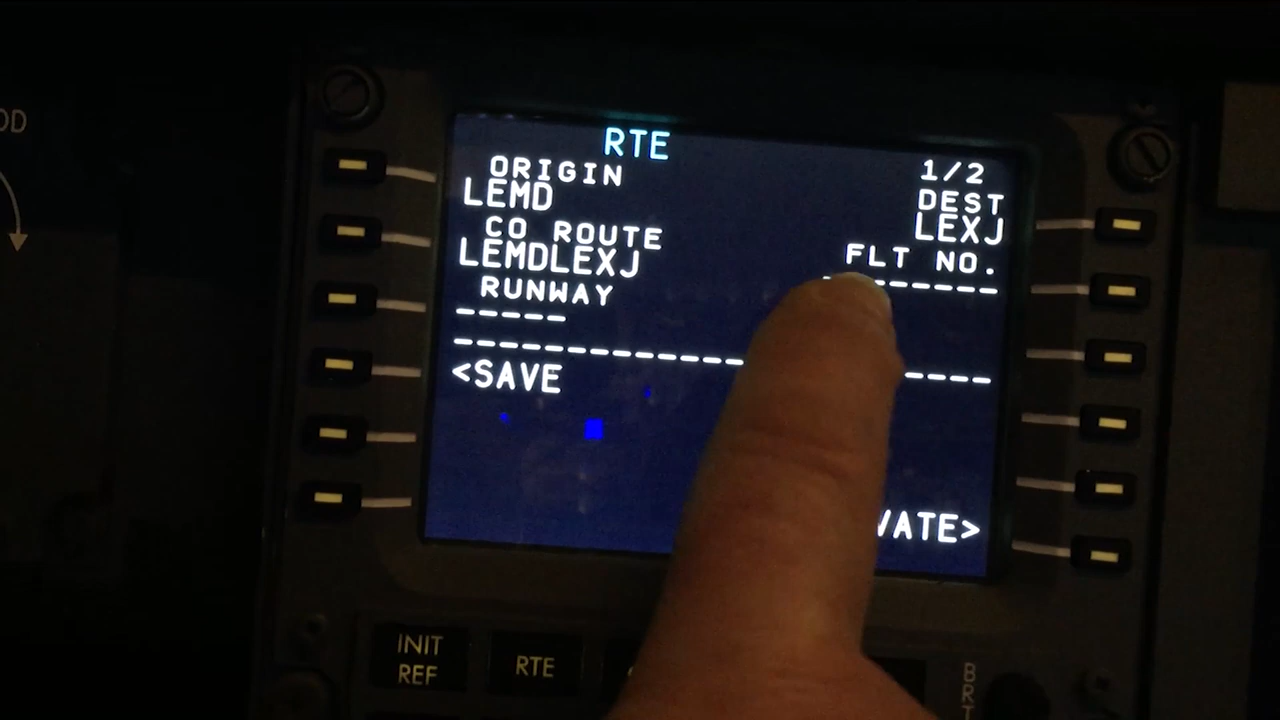 RTE
1/2
ORIGIN
DEST
LEMD
LEXJ
CO ROUTE
FLT NO.
LEMDLEXJ
--------
RUNWAY
-----
<SAVE
VATE>
INIT
REF
RTE